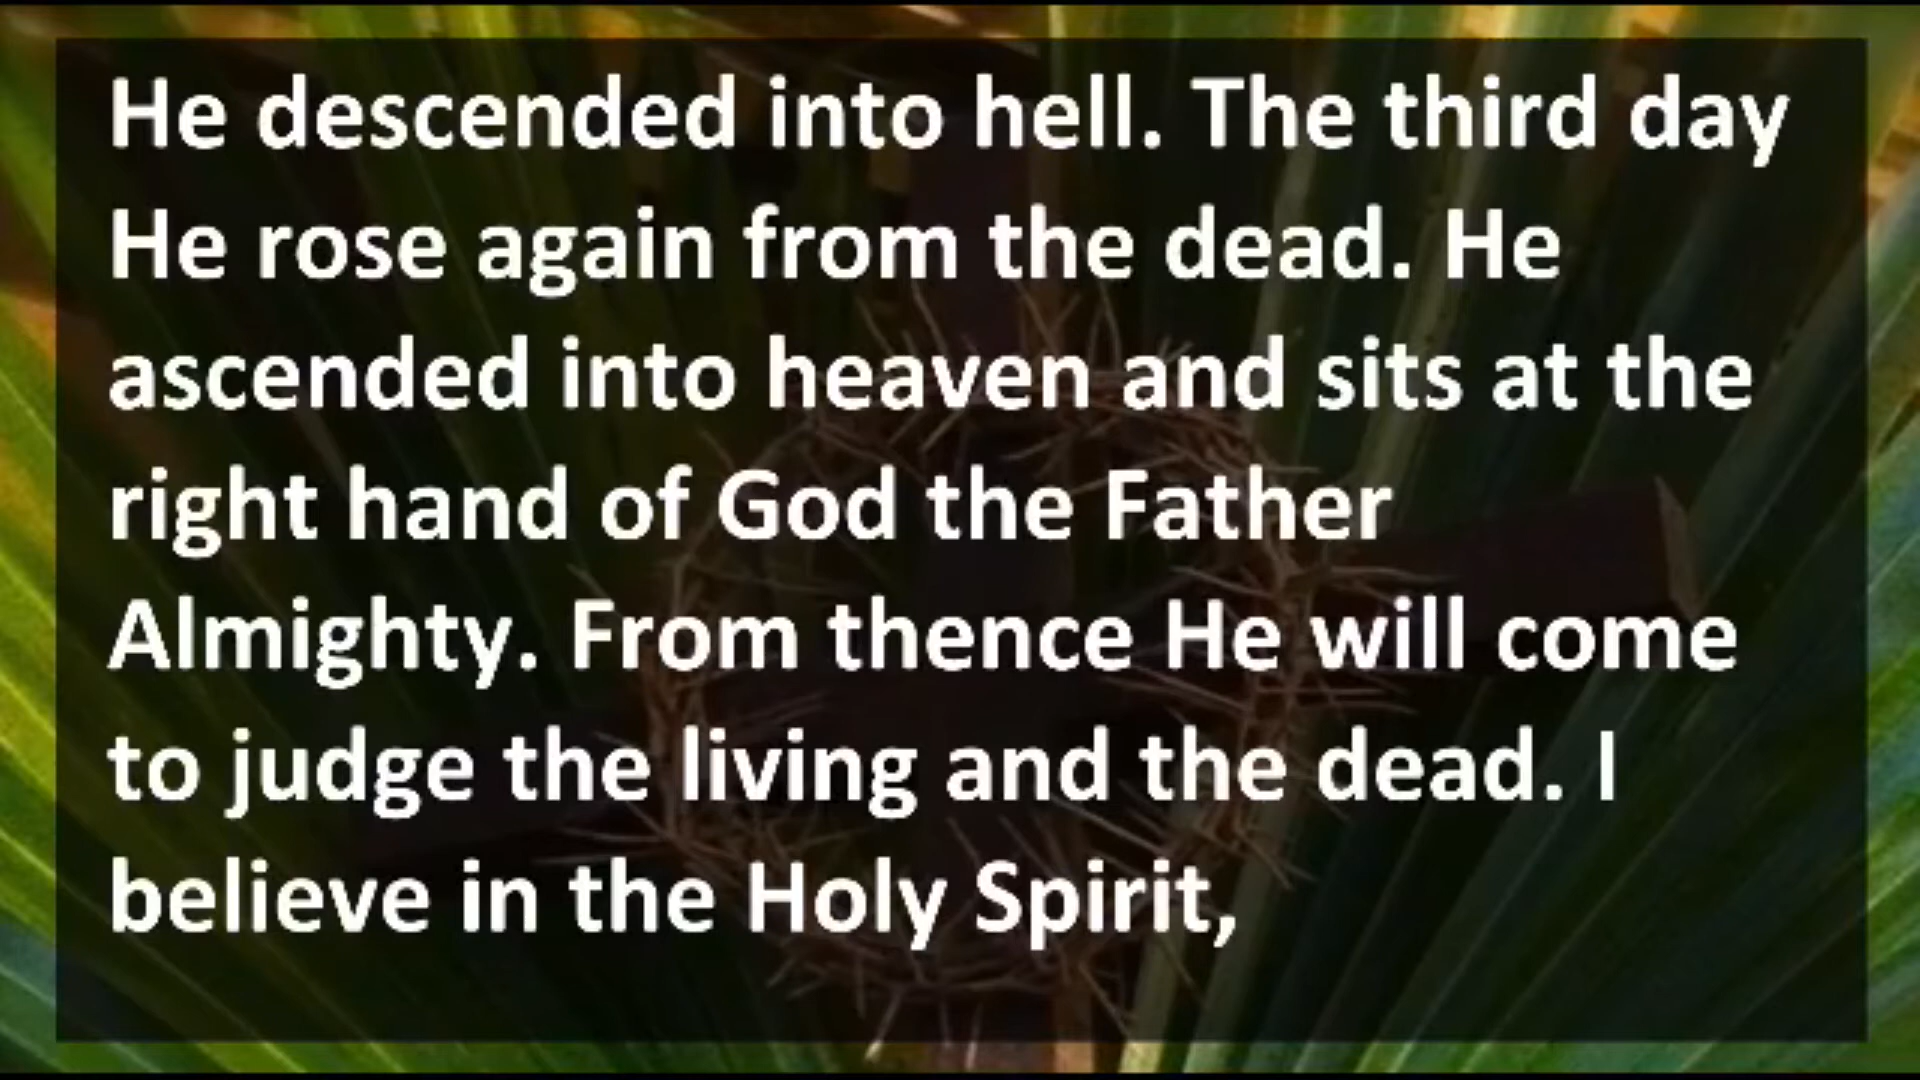 He descended into hell. The third day
He rose again from the dead. He
ascended into heaven and sits at the
right hand of God the Father
Almighty. From thence He will come
to judge the living and the dead. I
believe in the Holy Spirit,